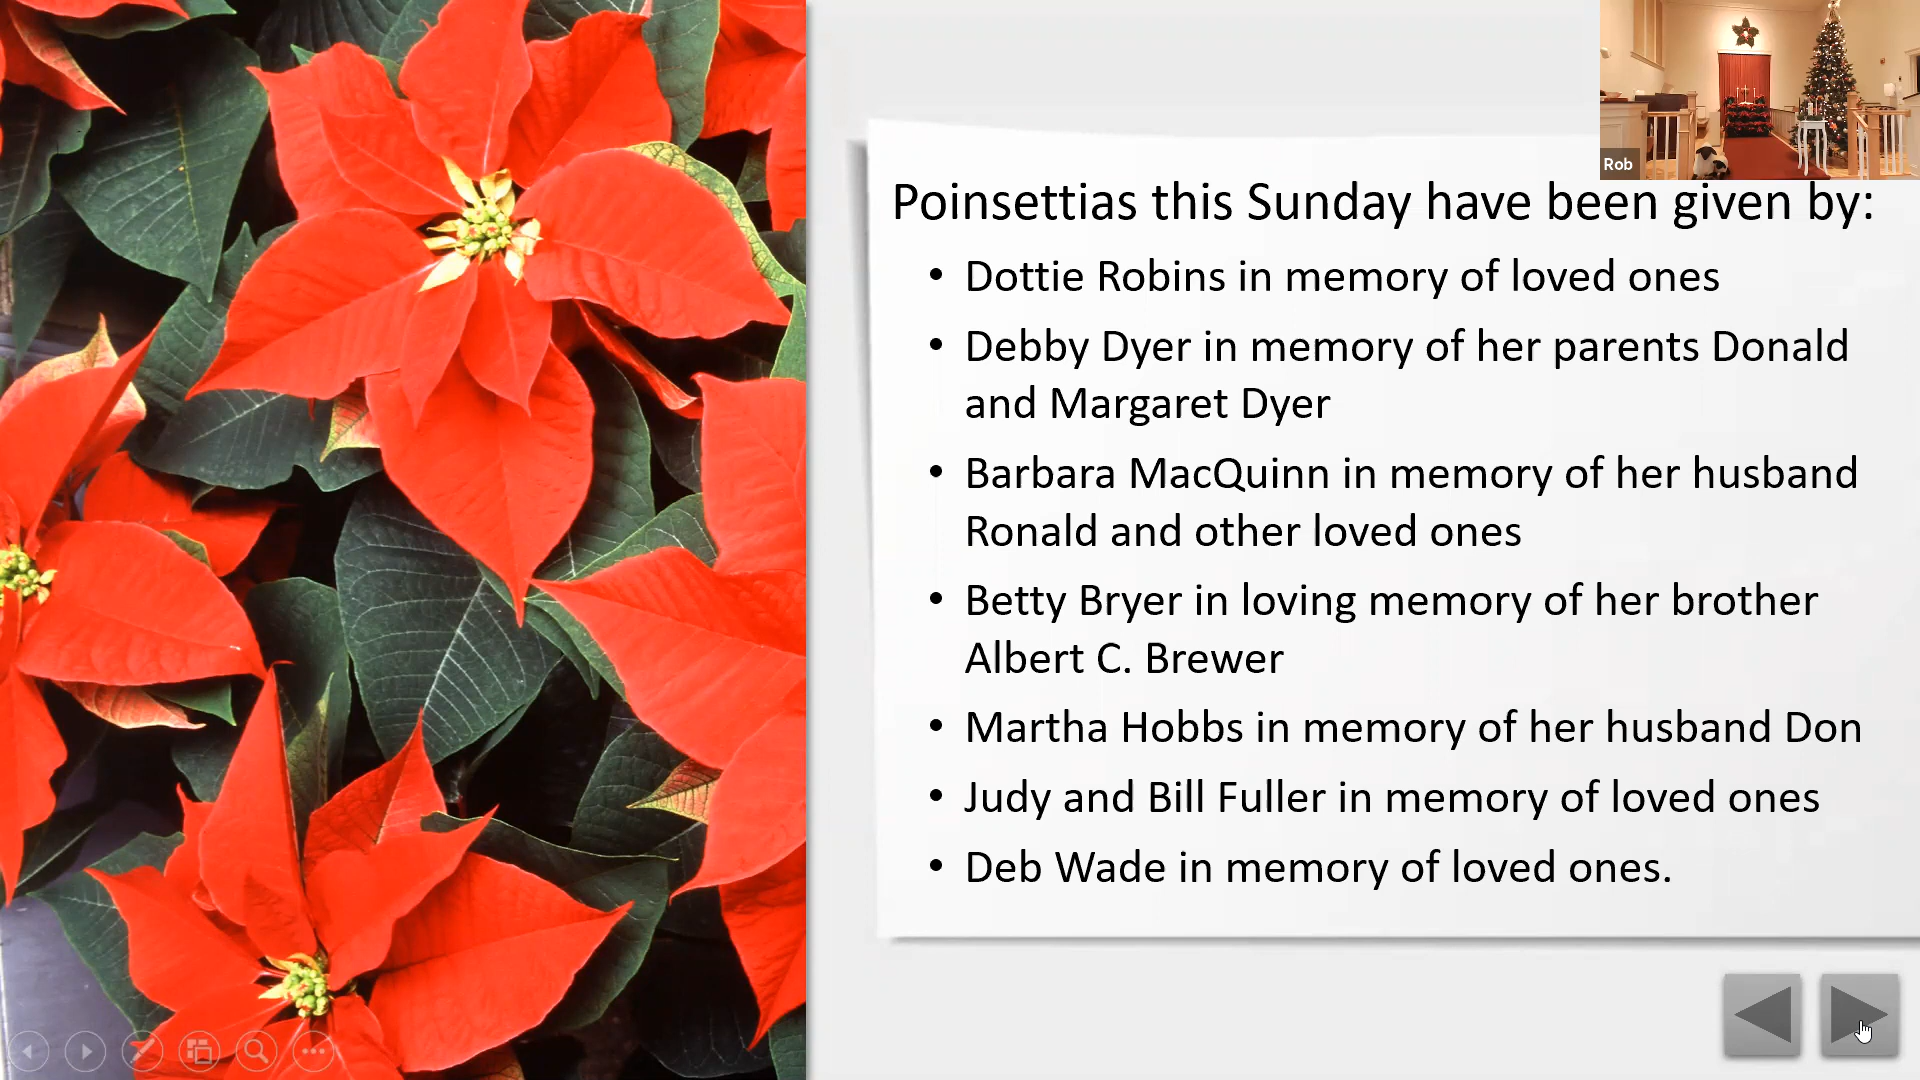 Rob
Poinsettias this Sunday have been given by:
• Dottie Robins in memory of loved ones
• Debby Dyer in memory of her parents Donald
and Margaret Dyer
• Barbara MacQuinn in memory of her husband
Ronald and other loved ones
• Betty Bryer in loving memory of her brother
Albert C. Brewer
• Martha Hobbs in memory of her husband Don
• Judy and Bill Fuller in memory of loved ones
• Deb Wade in memory of loved ones.